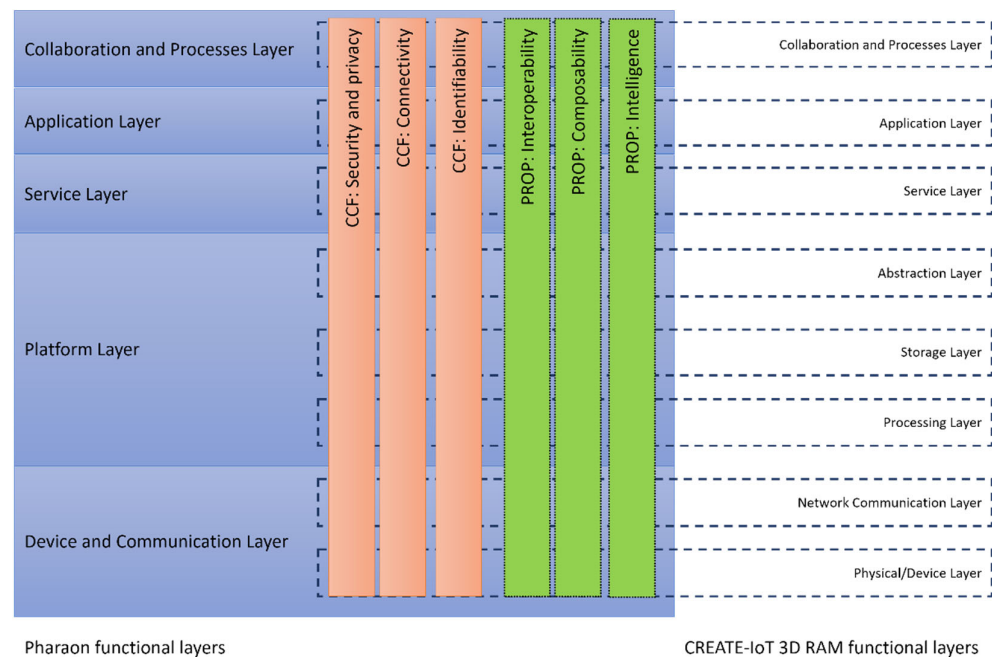 Collaboration and Processes Layer
Application Layer
Service Layer
Platform Layer
Device and Communication Layer
CCF: Security and privacy
CCF: Connectivity
CCF: Identifiability
PROP: Interoperability
PROP: Composability
PROP: Intelligence
Collaboration and Processes Layer
Application Layer
Service Layer
Abstraction Layer
Storage Layer
Processing Layer
Network Communication Layer
Physical/Device Layer
Pharaon functional layers
CREATE-IoT 3D RAM functional layers